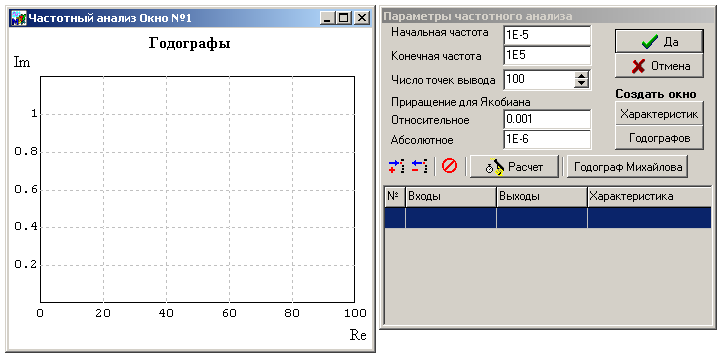 Частотный анализ Окно №1
Годографы
Im
1
0.8
0.6
0.4
0.2
0 20 40 60 80 100
Re
Параметры частотного анализа
Начальная частота 1E-5
Конечная частота 1E5
Число точек вывода 100
Приращение для Якобиана
Относительное 0.001
Абсолютное 1E-6
Да
Отмена
Создать окно
Характеристик
Годографов
Расчет
Годограф Михайлова
№ Входы Выходы Характеристика